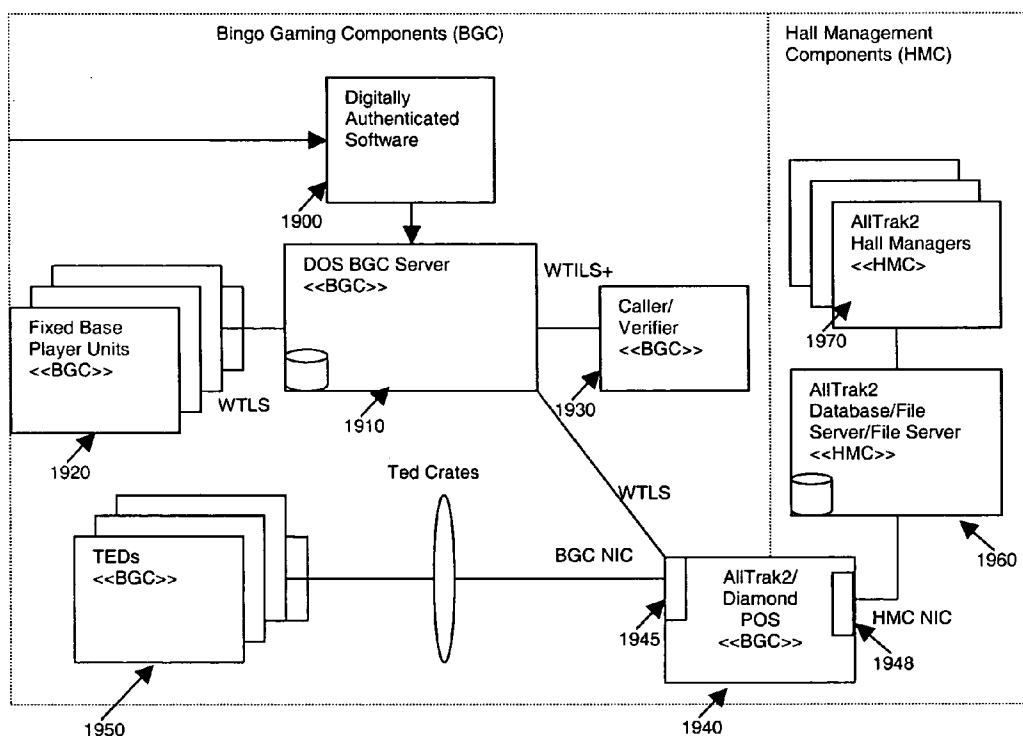 Bingo Gaming Components (BGC)
Hall Management
Components (HMC)
Digitally
Authenticated
Software
1900
AllTrak2
Hall Managers
<<HMC>
1970
DOS BGC Server
<<BGC>>
1910
WTILS+
Caller/
Verifier
<<BGC>>
1930
Fixed Base
Player Units
<<BGC>>
WTLS
1920
AllTrak2
Database/File
Server/File Server
<<HMC>>
1960
Ted Crates
WTLS
TEDs
<<BGC>>
1950
BGC NIC
1945
AllTrak2/
Diamond
POS
<<BGC>>
HMC NIC
1948
1940